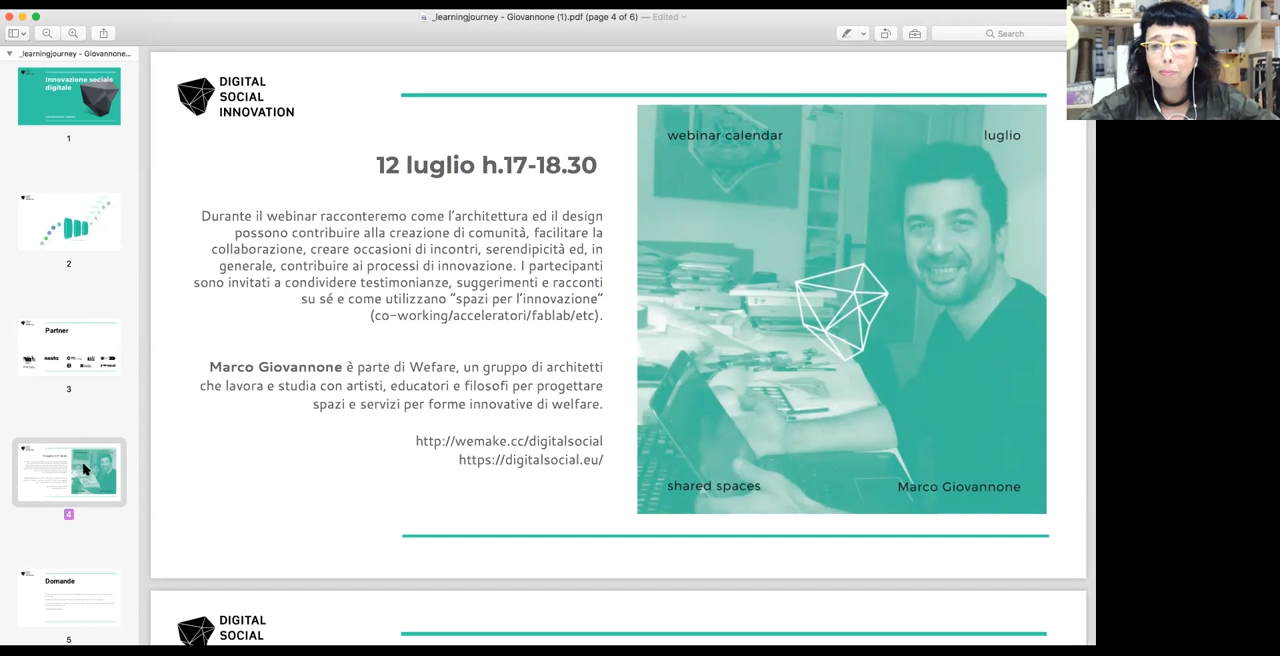 _learningjourney - Giovannone (1).pdf (page 4 of 6) — Edited
Search
_learningjourney - Giovannone...
Innovazione sociale
digitale
1
2
Partner
nesta
3
4
Domande
5
DIGITAL
SOCIAL
INNOVATION
12 luglio h.17-18.30
Durante il webinar racconteremo come l’architettura ed il design
possono contribuire alla creazione di comunità, facilitare la
collaborazione, creare occasioni di incontri, serendipicità ed, in
generale, contribuire ai processi di innovazione. I partecipanti
sono invitati a condividere testimonianze, suggerimenti e racconti
su sé e come utilizzano “spazi per l’innovazione“
(co-working/acceleratori/fablab/etc).
Marco Giovannone è parte di Wefare, un gruppo di architetti
che lavora e studia con artisti, educatori e filosofi per progettare
spazi e servizi per forme innovative di welfare.
http://wemake.cc/digitalsocial
https://digitalsocial.eu/
webinar calendar
luglio
shared spaces
Marco Giovannone
DIGITAL
SOCIAL